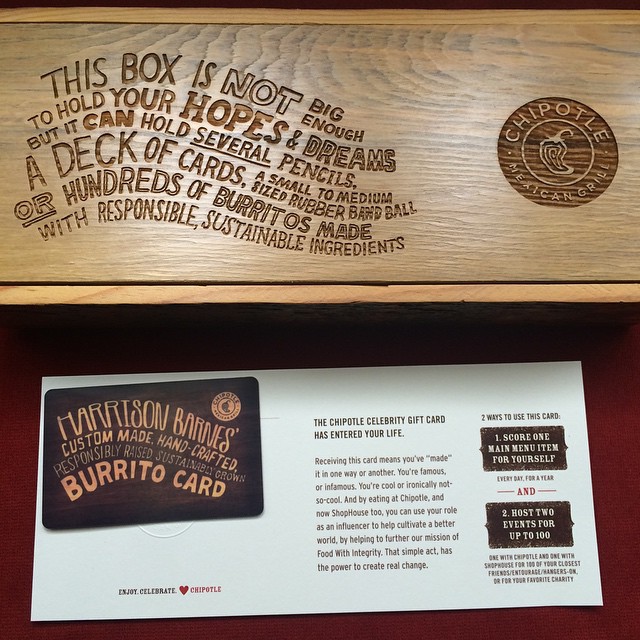 THIS BOX IS NOT BIG ENOUGH
TO HOLD YOUR HOPES & DREAMS
BUT IT CAN HOLD SEVERAL PENCILS,
A DECK OF CARDS, A SMALL TO MEDIUM SIZED RUBBER BAND BALL
OR HUNDREDS OF BURRITOS MADE
WITH RESPONSIBLE, SUSTAINABLE INGREDIENTS
CHIPOTLE
MEXICAN GRILL
HARRISON BARNES'
CUSTOM MADE, HAND-CRAFTED,
RESPONSIBLY RAISED SUSTAINABLY GROWN
BURRITO CARD
CHIPOTLE
ENJOY. CELEBRATE. ♥ CHIPOTLE
THE CHIPOTLE CELEBRITY GIFT CARD
HAS ENTERED YOUR LIFE.
Receiving this card means you've "made"
it in one way or another. You're famous,
or infamous. You're cool or ironically not-
so-cool. And by eating at Chipotle, and
now ShopHouse too, you can use your role
as an influencer to help cultivate a better
world, by helping to further our mission of
Food With Integrity. That simple act, has
the power to create real change.
2 WAYS TO USE THIS CARD:
1. SCORE ONE
MAIN MENU ITEM
FOR YOURSELF
EVERY DAY, FOR A YEAR
AND
2. HOST TWO
EVENTS FOR
UP TO 100
ONE WITH CHIPOTLE AND ONE WITH
SHOPHOUSE FOR 100 OF YOUR CLOSEST
FRIENDS/ENTOURAGE/HANGERS-ON,
OR FOR YOUR FAVORITE CHARITY